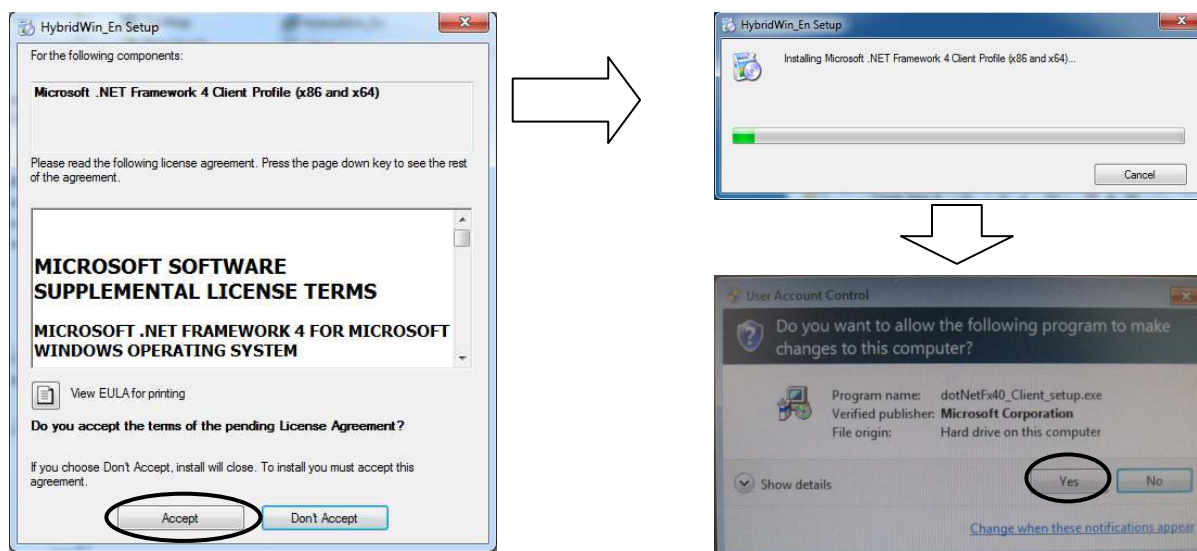 HybridWin_En Setup
For the following components:
Microsoft .NET Framework 4 Client Profile (x86 and x64)
Please read the following license agreement. Press the page down key to see the rest
of the agreement.
MICROSOFT SOFTWARE
SUPPLEMENTAL LICENSE TERMS
MICROSOFT .NET FRAMEWORK 4 FOR MICROSOFT
WINDOWS OPERATING SYSTEM
View EULA for printing
Do you accept the terms of the pending License Agreement?
If you choose Don't Accept, install will close. To install you must accept this
agreement.
Accept
Don't Accept
HybridWin_En Setup
Installing Microsoft .NET Framework 4 Client Profile (x86 and x64)...
Cancel
User Account Control
Do you want to allow the following program to make
changes to this computer?
Program name: dotNetFx40_Client_setup.exe
Verified publisher: Microsoft Corporation
File origin: Hard drive on this computer
Show details
Yes
No
Change when these notifications appear